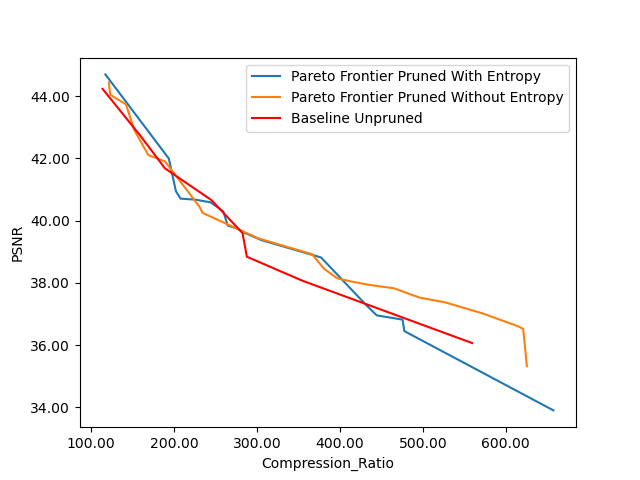 Pareto Frontier Pruned With Entropy
Pareto Frontier Pruned Without Entropy
Baseline Unpruned
PSNR
44.00
42.00
40.00
38.00
36.00
34.00
100.00 200.00 300.00 400.00 500.00 600.00
Compression_Ratio